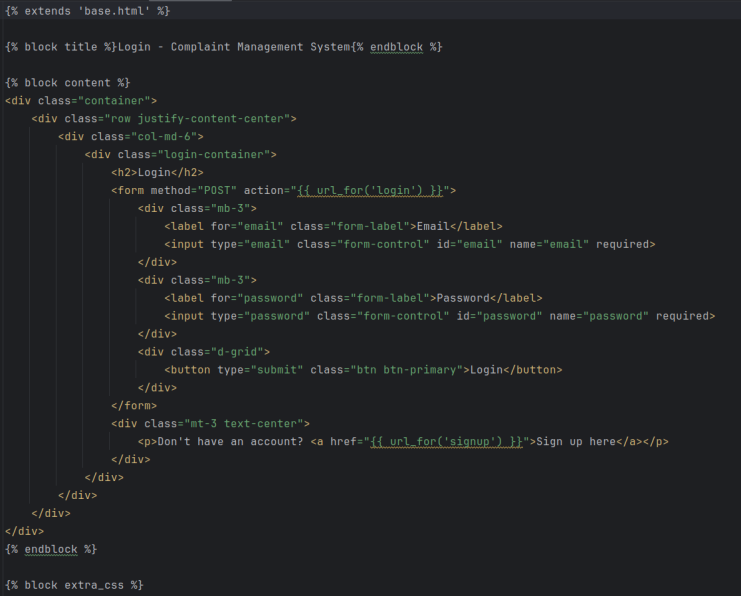 {% extends 'base.html' %}
{% block title %}Login - Complaint Management System{% endblock %}
{% block content %}
<div class="container">
    <div class="row justify-content-center">
        <div class="col-md-6">
            <div class="login-container">
                <h2>Login</h2>
                <form method="POST" action="{{ url_for('login') }}">
                    <div class="mb-3">
                        <label for="email" class="form-label">Email</label>
                        <input type="email" class="form-control" id="email" name="email" required>
                    </div>
                    <div class="mb-3">
                        <label for="password" class="form-label">Password</label>
                        <input type="password" class="form-control" id="password" name="password" required>
                    </div>
                    <div class="d-grid">
                        <button type="submit" class="btn btn-primary">Login</button>
                    </div>
                </form>
                <div class="mt-3 text-center">
                    <p>Don't have an account? <a href="{{ url_for('signup') }}">Sign up here</a></p>
                </div>
            </div>
        </div>
    </div>
</div>
{% endblock %}
{% block extra_css %}